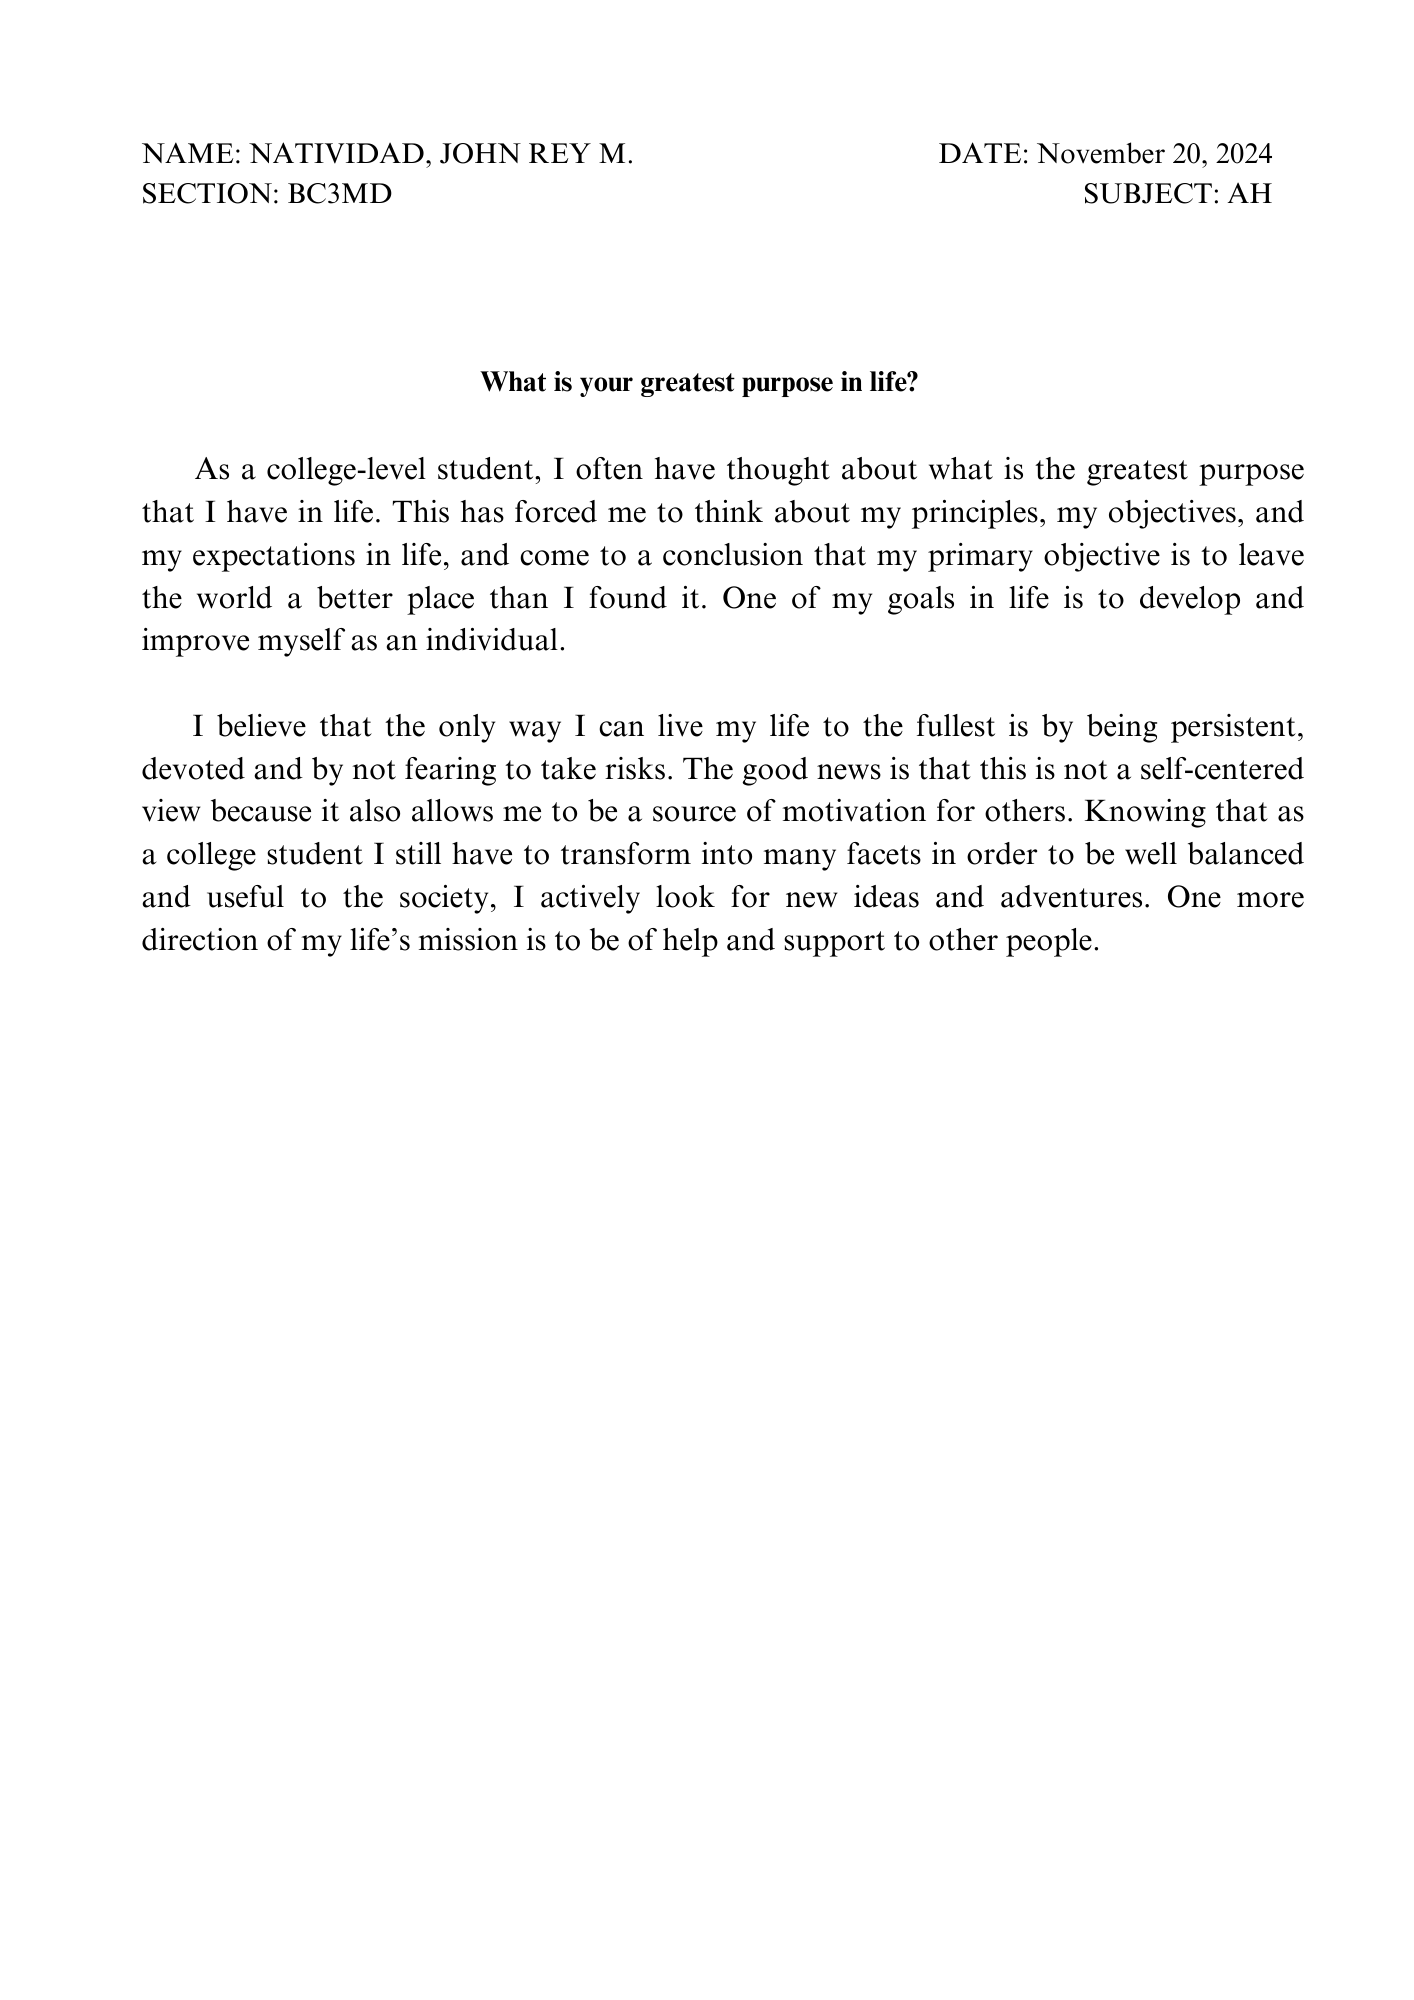 NAME: NATIVIDAD, JOHN REY M. DATE: November 20, 2024
SECTION: BC3MD SUBJECT: AH
What is your greatest purpose in life?
As a college-level student, I often have thought about what is the greatest purpose
that I have in life. This has forced me to think about my principles, my objectives, and
my expectations in life, and come to a conclusion that my primary objective is to leave
the world a better place than I found it. One of my goals in life is to develop and
improve myself as an individual.
I believe that the only way I can live my life to the fullest is by being persistent,
devoted and by not fearing to take risks. The good news is that this is not a self-centered
view because it also allows me to be a source of motivation for others. Knowing that as
a college student I still have to transform into many facets in order to be well balanced
and useful to the society, I actively look for new ideas and adventures. One more
direction of my life’s mission is to be of help and support to other people.